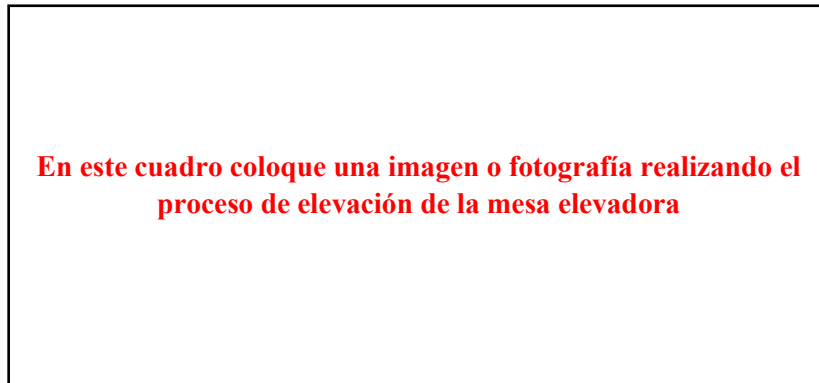 En este cuadro coloque una imagen o fotografía realizando el
proceso de elevación de la mesa elevadora